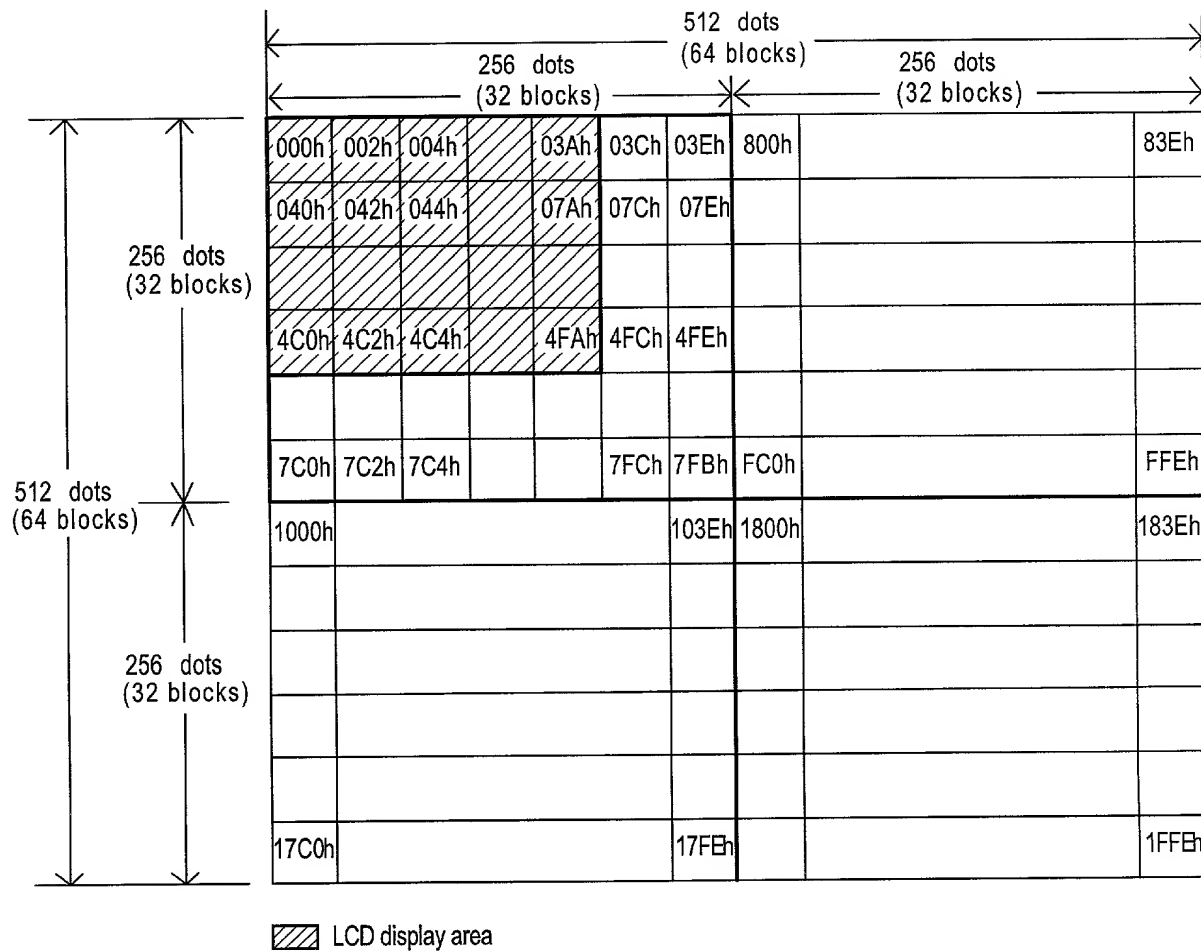 512 dots
(64 blocks)
256 dots
(32 blocks)
256 dots
(32 blocks)
000h 002h 004h 03Ah 03Ch 03Eh 800h 83Eh
040h 042h 044h 07Ah 07Ch 07Eh
256 dots
(32 blocks)
4C0h 4C2h 4C4h 4FAh 4FCh 4FEh
7C0h 7C2h 7C4h 7FCh 7FBh FC0h FFEh
512 dots
(64 blocks)
1000h 103Eh 1800h 183Eh
256 dots
(32 blocks)
17C0h 17FEh 1FFEh
LCD display area